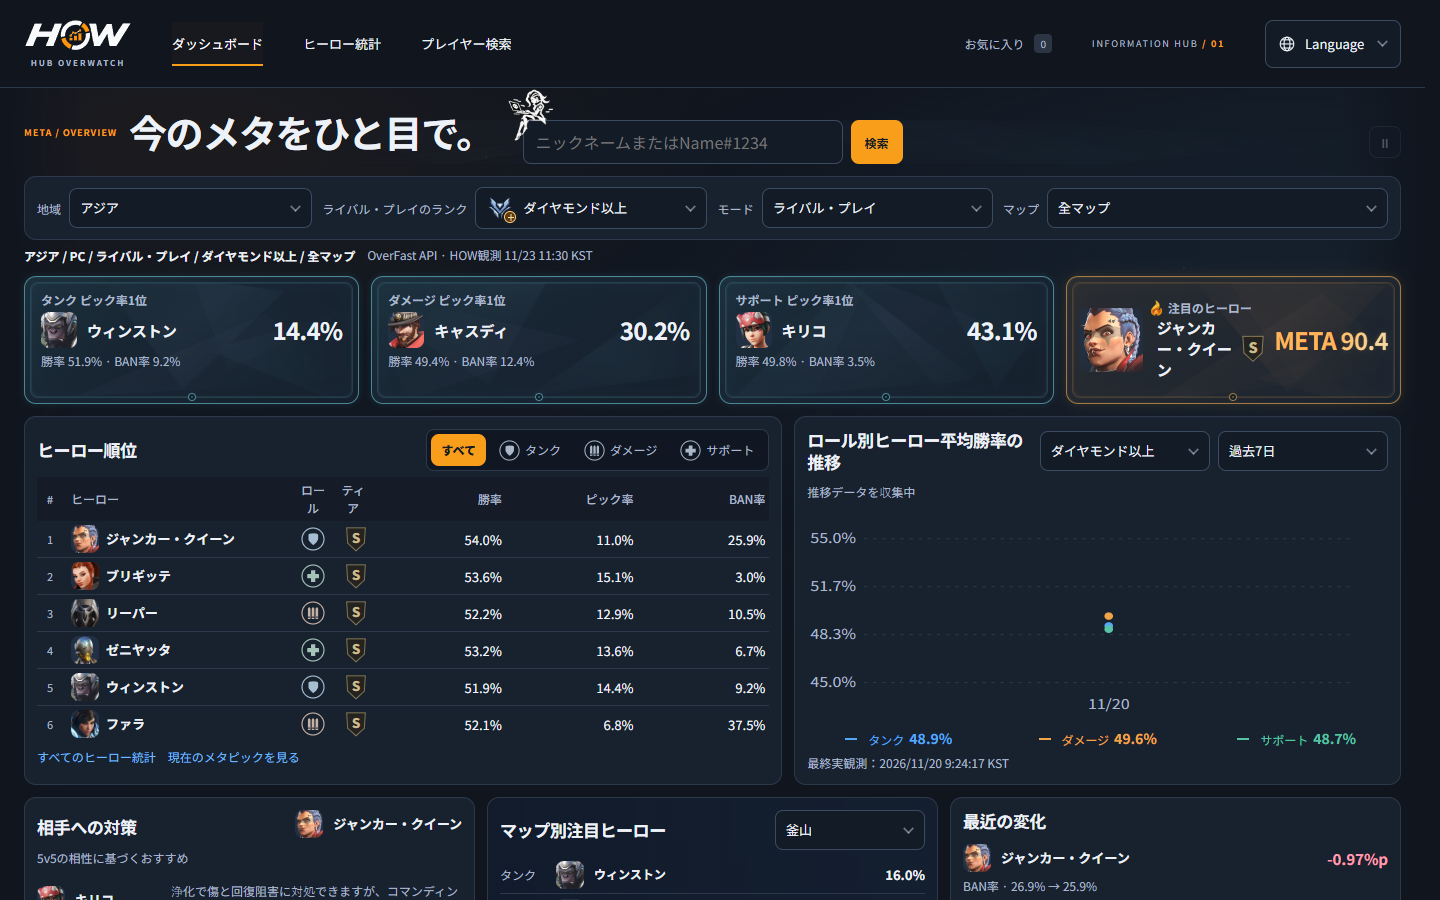 HOW
HUB OVERWATCH
ダッシュボード
ヒーロー統計
プレイヤー検索
お気に入り 0
INFORMATION HUB / 01
Language
META / OVERVIEW
今のメタをひと目で。
ニックネームまたはName#1234
検索
地域
アジア
ライバル・プレイのランク
ダイヤモンド以上
モード
ライバル・プレイ
マップ
全マップ
アジア / PC / ライバル・プレイ / ダイヤモンド以上 / 全マップ
OverFast API · HOW観測 11/23 11:30 KST
タンク ピック率1位
ウィンストン
14.4%
勝率 51.9% · BAN率 9.2%
ダメージ ピック率1位
キャスディ
30.2%
勝率 49.4% · BAN率 12.4%
サポート ピック率1位
キリコ
43.1%
勝率 49.8% · BAN率 3.5%
注目のヒーロー
ジャンカ
ー・クイー
ン
S
META 90.4
ヒーロー順位
すべて
タンク
ダメージ
サポート
# ヒーロー
ロー
ル
ティ
ア
勝率 ピック率 BAN率
1 ジャンカー・クイーン S 54.0% 11.0% 25.9%
2 ブリギッテ S 53.6% 15.1% 3.0%
3 リーパー S 52.2% 12.9% 10.5%
4 ゼニヤッタ S 53.2% 13.6% 6.7%
5 ウィンストン S 51.9% 14.4% 9.2%
6 ファラ S 52.1% 6.8% 37.5%
すべてのヒーロー統計 現在のメタピックを見る
ロール別ヒーロー平均勝率の
推移
ダイヤモンド以上
過去7日
推移データを収集中
55.0%
51.7%
48.3%
45.0%
11/20
タンク 48.9%
ダメージ 49.6%
サポート 48.7%
最終実観測：2026/11/20 9:24:17 KST
相手への対策
ジャンカー・クイーン
5v5の相性に基づくおすすめ
キリコ
浄化で傷と回復阻害に対処できますが、コマンディン
マップ別注目ヒーロー
釜山
タンク
ウィンストン
16.0%
最近の変化
ジャンカー・クイーン
-0.97%p
BAN率 · 26.9% → 25.9%